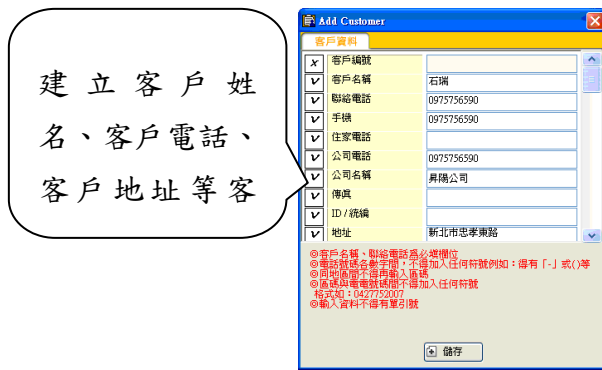 建立客戶姓
名、客戶電話、
客戶地址等客
Add Customer
客戶資料
x 客戶編號
v 客戶名稱 石瑞
v 聯絡電話 0975756590
v 手機 0975756590
v 住家電話
v 公司電話 0975756590
v 公司名稱 昇陽公司
v 傳真
v ID / 統編
v 地址 新北市忠孝東路
◎客戶名稱、聯絡電話為必填欄位
◎電話號碼各數字間，不得加入任何符號例如：得有「-」或()等
◎同地區間不得再輸入區碼
◎區碼與電電號碼間不得加入任何符號
格式如：0427752007
◎輸入資料不得有單引號
儲存